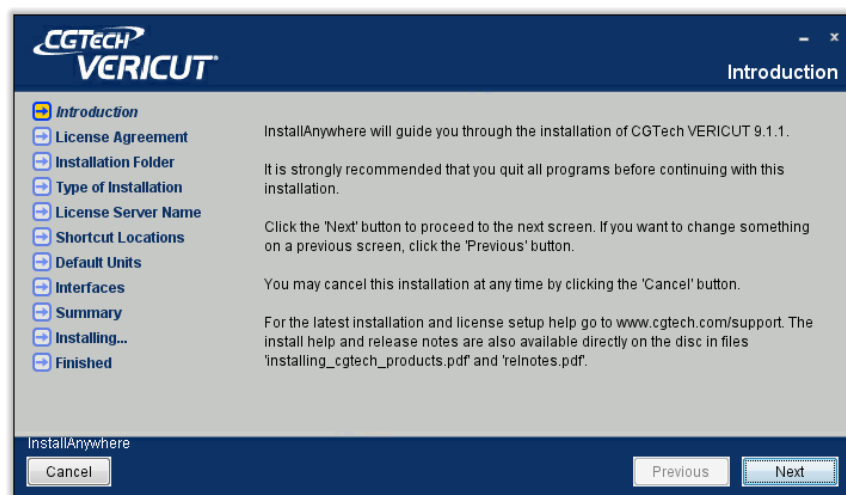 CGTECH
VERICUT
Introduction
Introduction
License Agreement
Installation Folder
Type of Installation
License Server Name
Shortcut Locations
Default Units
Interfaces
Summary
Installing...
Finished
InstallAnywhere will guide you through the installation of CGTech VERICUT 9.1.1.
It is strongly recommended that you quit all programs before continuing with this
installation.
Click the 'Next' button to proceed to the next screen. If you want to change something
on a previous screen, click the 'Previous' button.
You may cancel this installation at any time by clicking the 'Cancel' button.
For the latest installation and license setup help go to www.cgtech.com/support. The
install help and release notes are also available directly on the disc in files
'installing_cgtech_products.pdf' and 'relnotes.pdf'.
InstallAnywhere
Cancel
Previous
Next